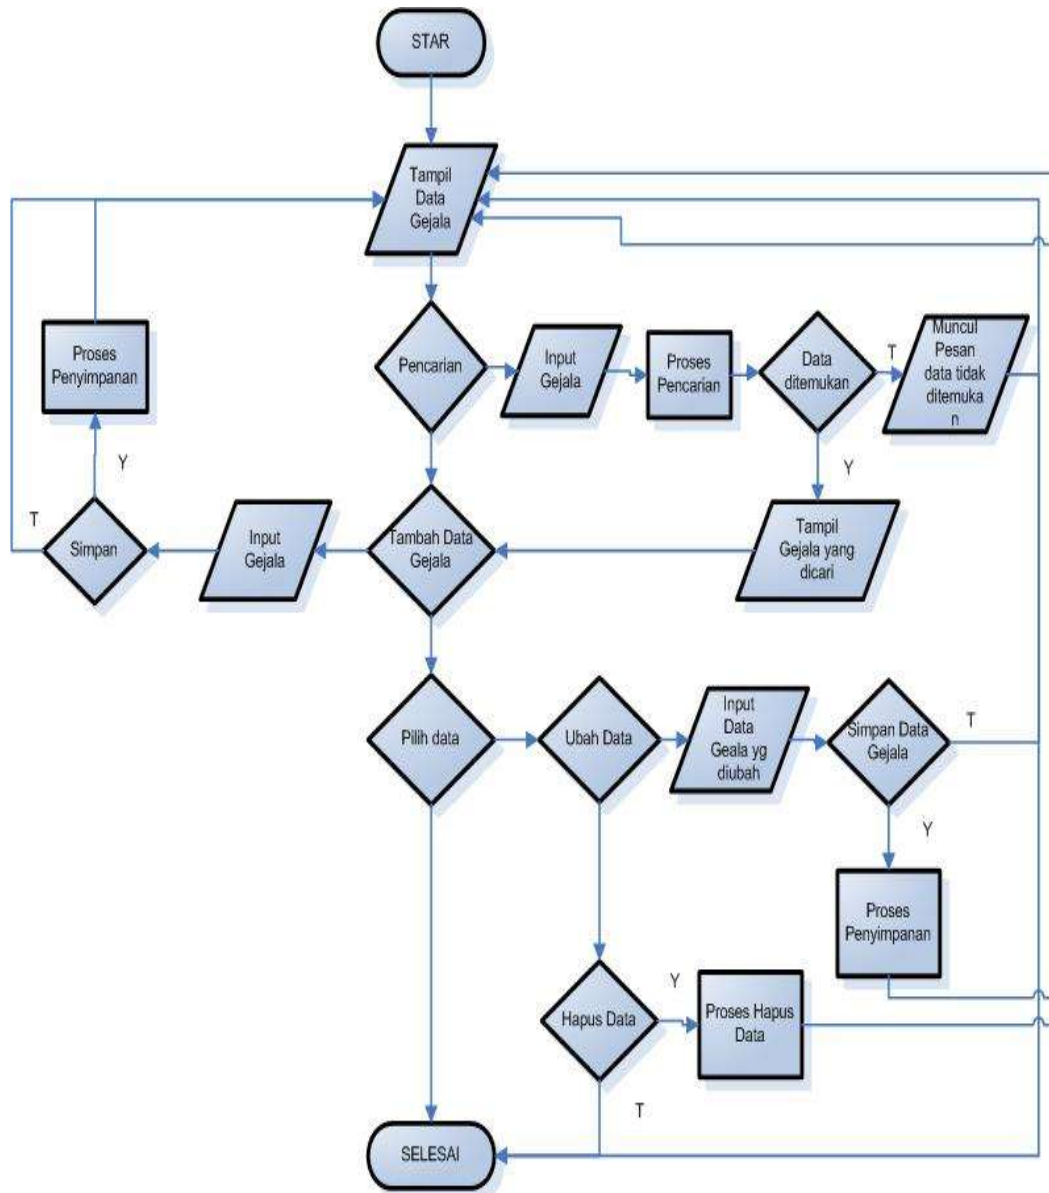 STAR
Tampil
Data
Gejala
Pencarian
Input
Gejala
Proses
Pencarian
Data
ditemukan
T
Muncul
Pesan
data tidak
ditemuka
n
Proses
Penyimpanan
Y
Y
T
Simpan
Input
Gejala
Tambah Data
Gejala
Tampil
Gejala yang
dicari
Pilih data
Ubah Data
Input
Data
Geala yg
diubah
Simpan Data
Gejala
T
Y
Proses
Penyimpanan
Hapus Data
Y
Proses Hapus
Data
T
SELESAI